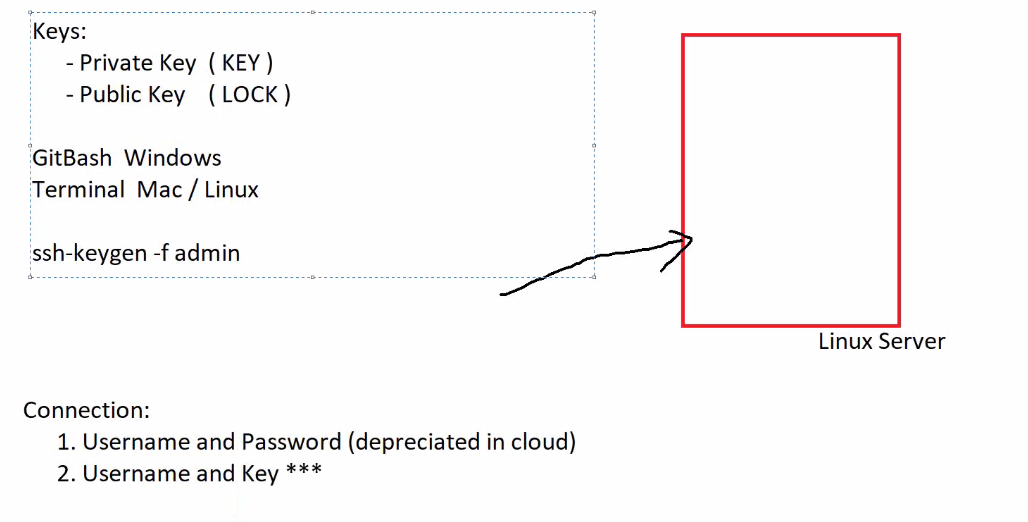 Keys:
- Private Key ( KEY )
- Public Key ( LOCK )
GitBash Windows
Terminal Mac / Linux
ssh-keygen -f admin
Linux Server
Connection:
1. Username and Password (depreciated in cloud)
2. Username and Key ***